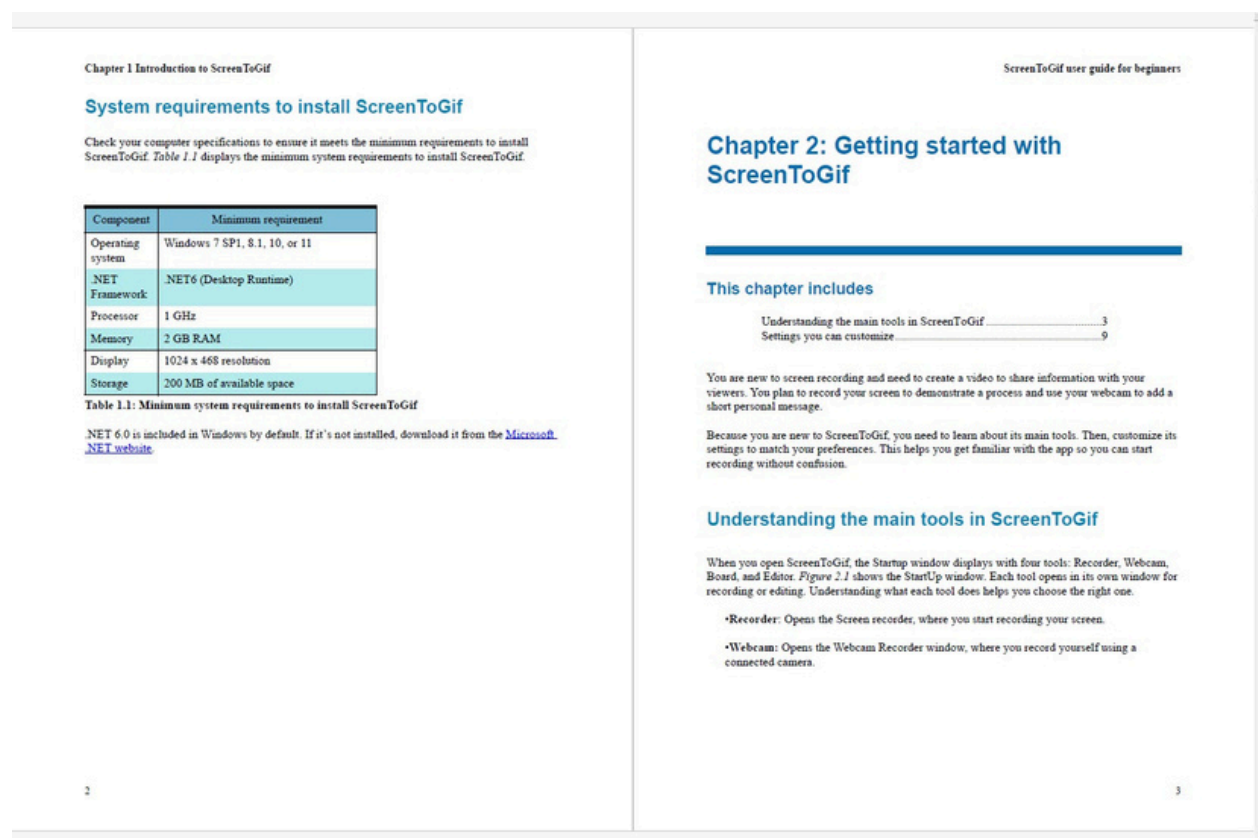 Chapter 1 Introduction to ScreenToGif
System requirements to install ScreenToGif
Check your computer specifications to ensure it meets the minimum requirements to install
ScreenToGif. Table 1.1 displays the minimum system requirements to install ScreenToGif.
Component Minimum requirement
Operating Windows 7 SP1, 8.1, 10, or 11
system
.NET .NET6 (Desktop Runtime)
Framework
Processor 1 GHz
Memory 2 GB RAM
Display 1024 x 468 resolution
Storage 200 MB of available space
Table 1.1: Minimum system requirements to install ScreenToGif
.NET 6.0 is included in Windows by default. If it's not installed, download it from the Microsoft
.NET website.
2
ScreenToGif user guide for beginners
Chapter 2: Getting started with
ScreenToGif
This chapter includes
Understanding the main tools in ScreenToGif 3
Settings you can customize 9
You are new to screen recording and need to create a video to share information with your
viewers. You plan to record your screen to demonstrate a process and use your webcam to add a
short personal message.
Because you are new to ScreenToGif, you need to learn about its main tools. Then, customize its
settings to match your preferences. This helps you get familiar with the app so you can start
recording without confusion.
Understanding the main tools in ScreenToGif
When you open ScreenToGif, the Startup window displays with four tools: Recorder, Webcam,
Board, and Editor. Figure 2.1 shows the StartUp window. Each tool opens in its own window for
recording or editing. Understanding what each tool does helps you choose the right one.
•Recorder: Opens the Screen recorder, where you start recording your screen.
•Webcam: Opens the Webcam Recorder window, where you record yourself using a
connected camera.
3